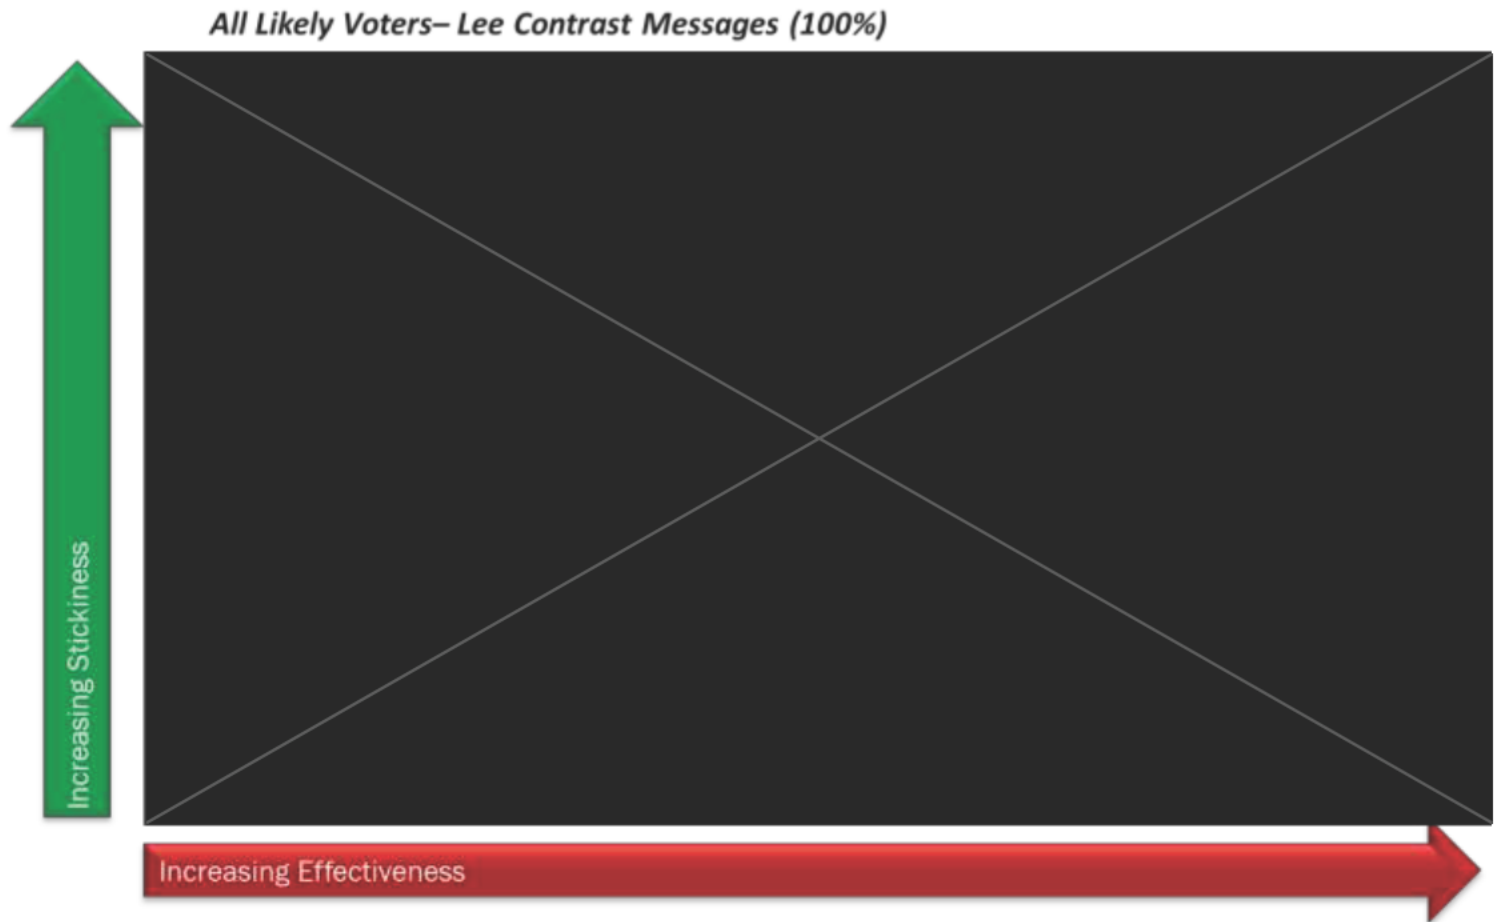 All Likely Voters– Lee Contrast Messages (100%)
Increasing Stickiness
Increasing Effectiveness